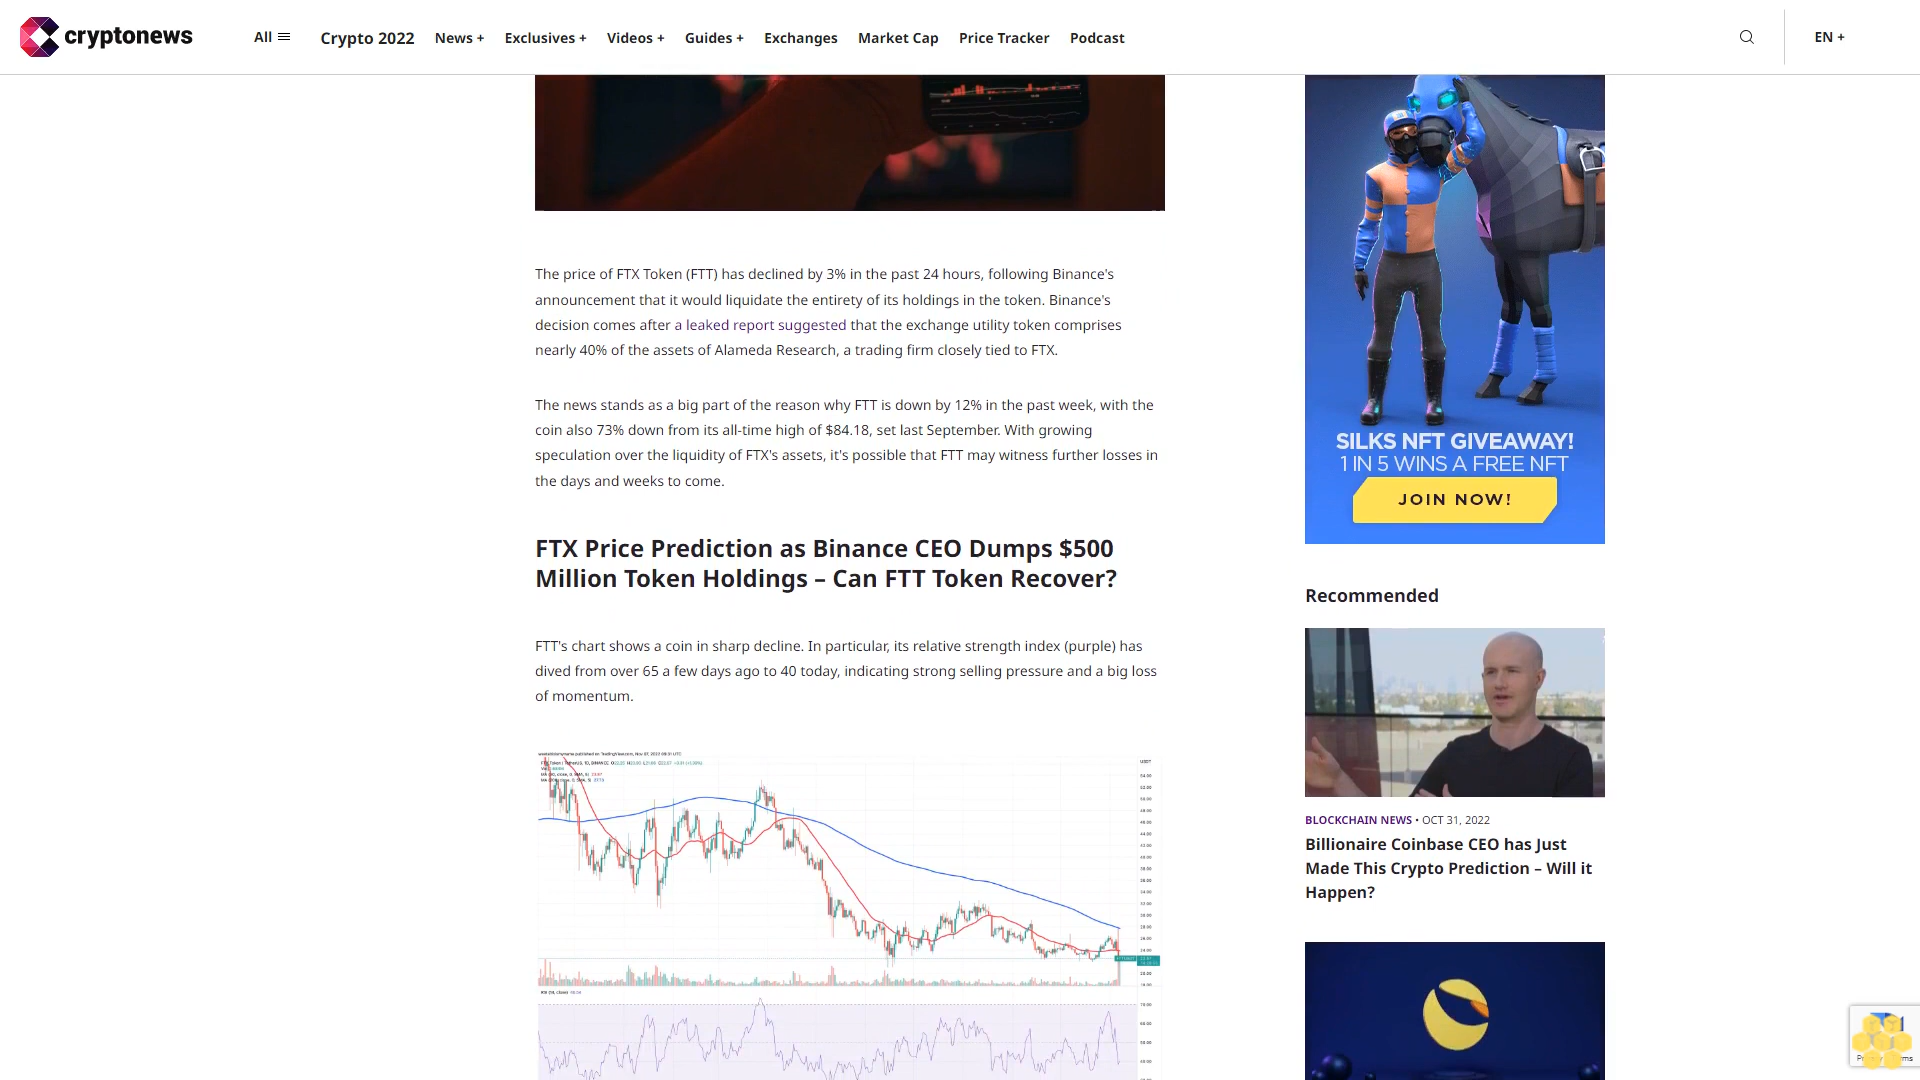 cryptonews
All
Crypto 2022
News +
Exclusives +
Videos +
Guides +
Exchanges
Market Cap
Price Tracker
Podcast
EN +
The price of FTX Token (FTT) has declined by 3% in the past 24 hours, following Binance's
announcement that it would liquidate the entirety of its holdings in the token. Binance's
decision comes after a leaked report suggested that the exchange utility token comprises
nearly 40% of the assets of Alameda Research, a trading firm closely tied to FTX.
The news stands as a big part of the reason why FTT is down by 12% in the past week, with the
coin also 73% down from its all-time high of $84.18, set last September. With growing
speculation over the liquidity of FTX's assets, it's possible that FTT may witness further losses in
the days and weeks to come.
FTX Price Prediction as Binance CEO Dumps $500
Million Token Holdings – Can FTT Token Recover?
FTT's chart shows a coin in sharp decline. In particular, its relative strength index (purple) has
dived from over 65 a few days ago to 40 today, indicating strong selling pressure and a big loss
of momentum.
SILKS NFT GIVEAWAY!
1 IN 5 WINS A FREE NFT
JOIN NOW!
Recommended
BLOCKCHAIN NEWS • OCT 31, 2022
Billionaire Coinbase CEO has Just
Made This Crypto Prediction – Will it
Happen?